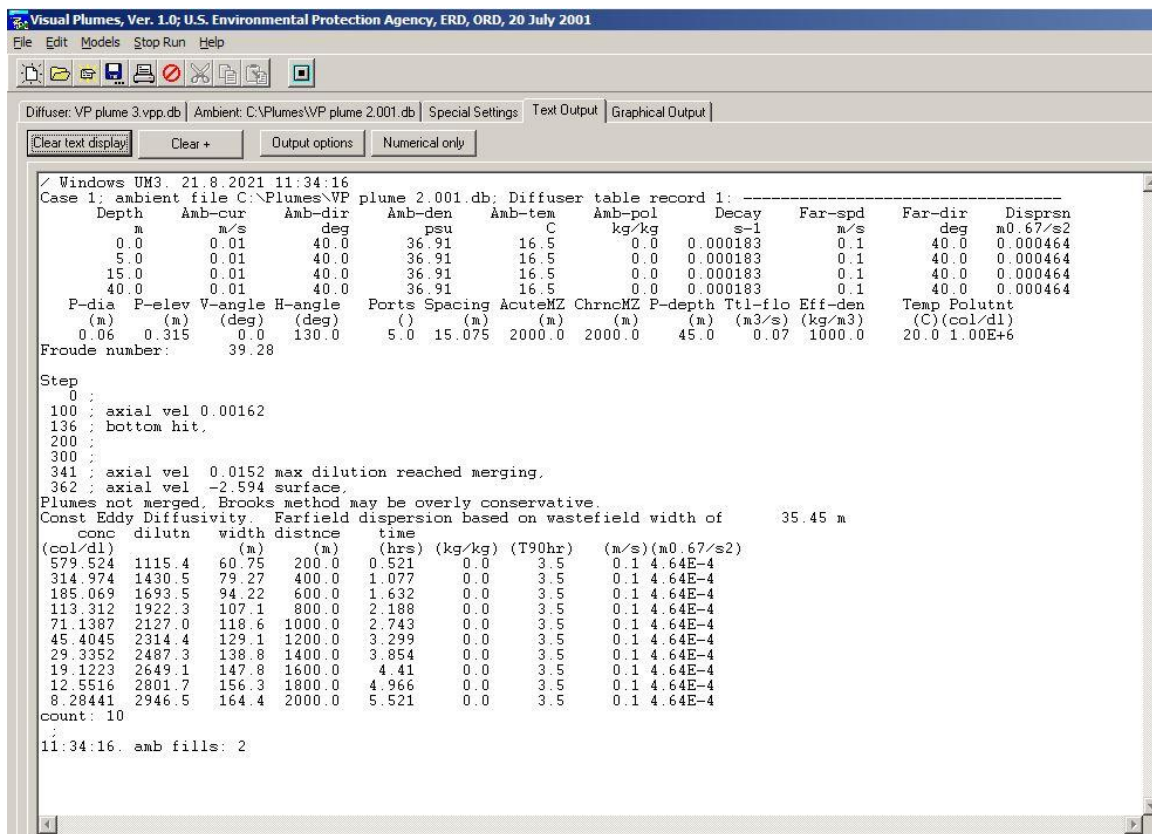 Visual Plumes, Ver. 1.0; U.S. Environmental Protection Agency, ERD, ORD, 20 July 2001
File Edit Models Stop Run Help
Diffuser: VP plume 3.vpp.db Ambient: C:\Plumes\VP plume 2.001.db Special Settings Text Output Graphical Output
Clear text display Clear + Output options Numerical only
/ Windows UM3. 21.8.2021 11:34:16
Case 1; ambient file C:\Plumes\VP plume 2.001.db; Diffuser table record 1: ----------------------------------
Depth Amb-cur Amb-dir Amb-den Amb-tem Amb-pol Decay Far-spd Far-dir Disprsn
m m/s deg psu C kg/kg s-1 m/s deg m0.67/s2
0.0 0.01 40.0 36.91 16.5 0.0 0.000183 0.1 40.0 0.000464
5.0 0.01 40.0 36.91 16.5 0.0 0.000183 0.1 40.0 0.000464
15.0 0.01 40.0 36.91 16.5 0.0 0.000183 0.1 40.0 0.000464
40.0 0.01 40.0 36.91 16.5 0.0 0.000183 0.1 40.0 0.000464
P-dia P-elev V-angle H-angle Ports Spacing AcuteMZ ChrncMZ P-depth Ttl-flo Eff-den Temp Polutnt
(m) (m) (deg) (deg) () (m) (m) (m) (m) (m3/s) (kg/m3) (C)(col/dl)
0.06 0.315 0.0 130.0 5.0 15.075 2000.0 2000.0 45.0 0.07 1000.0 20.0 1.00E+6
Froude number: 39.28
Step
0 ;
100 ; axial vel 0.00162
136 ; bottom hit,
200 ;
300 ;
341 ; axial vel 0.0152 max dilution reached merging,
362 ; axial vel -2.594 surface,
Plumes not merged, Brooks method may be overly conservative.
Const Eddy Diffusivity. Farfield dispersion based on wastefield width of 35.45 m
conc dilutn width distnce time
(col/dl) (m) (m) (hrs) (kg/kg) (T90hr) (m/s)(m0.67/s2)
579.524 1115.4 60.75 200.0 0.521 0.0 3.5 0.1 4.64E-4
314.974 1430.5 79.27 400.0 1.077 0.0 3.5 0.1 4.64E-4
185.069 1693.5 94.22 600.0 1.632 0.0 3.5 0.1 4.64E-4
113.312 1922.3 107.1 800.0 2.188 0.0 3.5 0.1 4.64E-4
71.1387 2127.0 118.6 1000.0 2.743 0.0 3.5 0.1 4.64E-4
45.4045 2314.4 129.1 1200.0 3.299 0.0 3.5 0.1 4.64E-4
29.3352 2487.3 138.8 1400.0 3.854 0.0 3.5 0.1 4.64E-4
19.1223 2649.1 147.8 1600.0 4.41 0.0 3.5 0.1 4.64E-4
12.5516 2801.7 156.3 1800.0 4.966 0.0 3.5 0.1 4.64E-4
8.28441 2946.5 164.4 2000.0 5.521 0.0 3.5 0.1 4.64E-4
count: 10
;
11:34:16. amb fills: 2